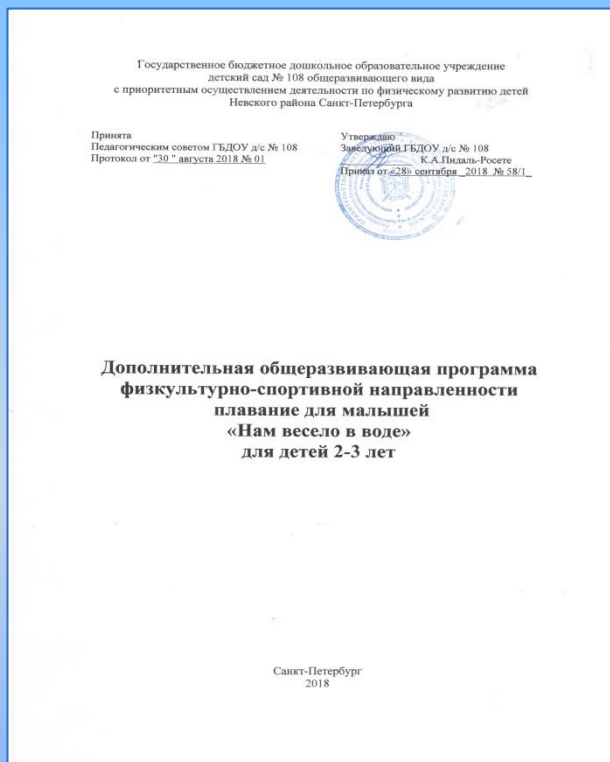 Государственное бюджетное дошкольное образовательное учреждение
детский сад № 108 общеразвивающего вида
с приоритетным осуществлением деятельности по физическому развитию детей
Невского района Санкт-Петербурга
Принята
Педагогическим советом ГБДОУ д/с № 108
Протокол от "30 " августа 2018 № 01
Утверждаю
Заведующий ГБДОУ д/с № 108
К.А.Пидаль-Росете
Приказ от «28» сентября _2018 № 58/1_
Дополнительная общеразвивающая программа
физкультурно-спортивной направленности
плавание для малышей
«Нам весело в воде»
для детей 2-3 лет
Санкт-Петербург
2018